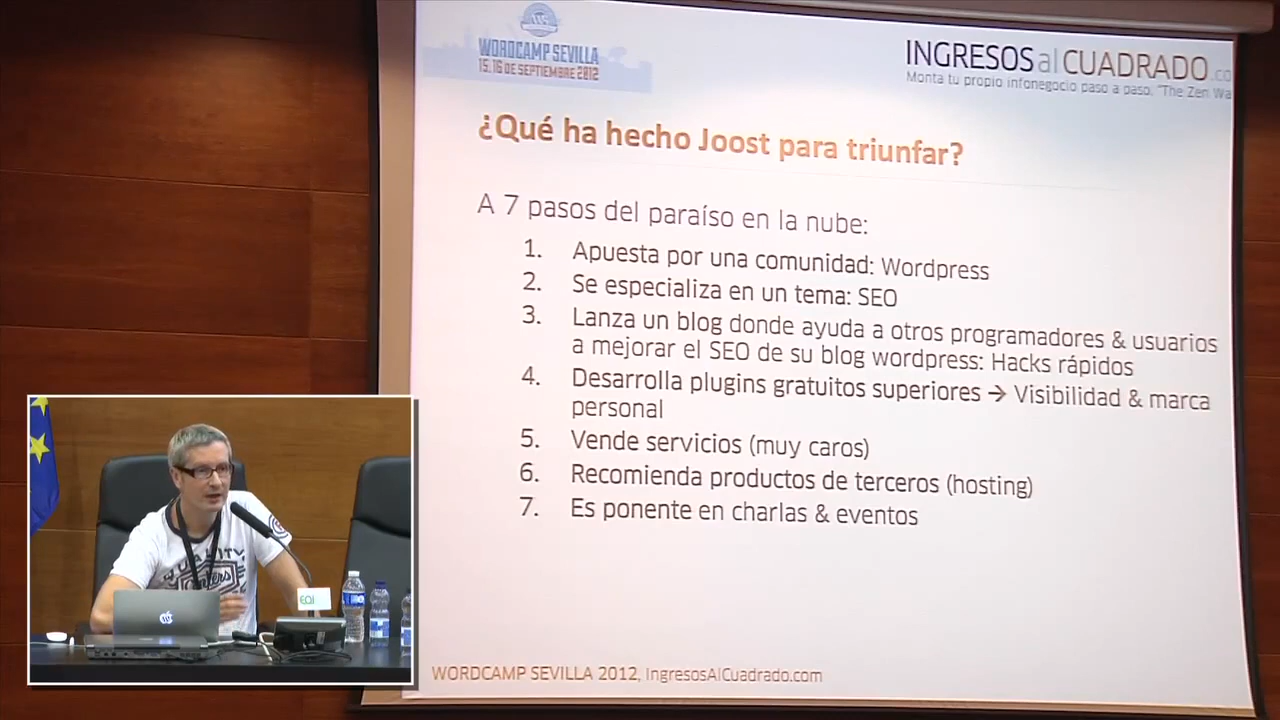 WORDCAMP SEVILLA
15,16 DE SEPTIEMBRE 2012
INGRESOS al CUADRADO.co
Monta tu propio infonegocio paso a paso. "The Zen Wa
¿Qué ha hecho Joost para triunfar?
A 7 pasos del paraíso en la nube:
1. Apuesta por una comunidad: Wordpress
2. Se especializa en un tema: SEO
3. Lanza un blog donde ayuda a otros programadores & usuarios
a mejorar el SEO de su blog wordpress: Hacks rápidos
4. Desarrolla plugins gratuitos superiores → Visibilidad & marca
personal
5. Vende servicios (muy caros)
6. Recomienda productos de terceros (hosting)
7. Es ponente en charlas & eventos
WORDCAMP SEVILLA 2012, IngresosAlCuadrado.com
QUALITY
EOI